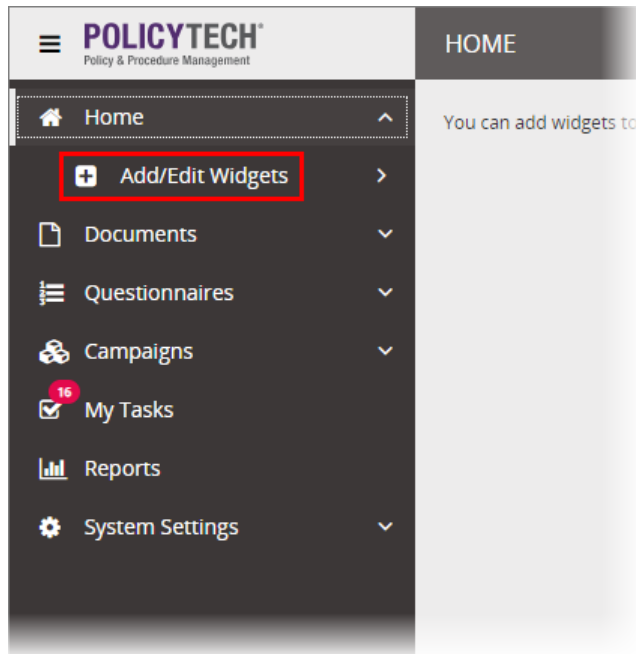 POLICYTECH®
Policy & Procedure Management
HOME
Home
You can add widgets to
Add/Edit Widgets
Documents
Questionnaires
Campaigns
16
My Tasks
Reports
System Settings